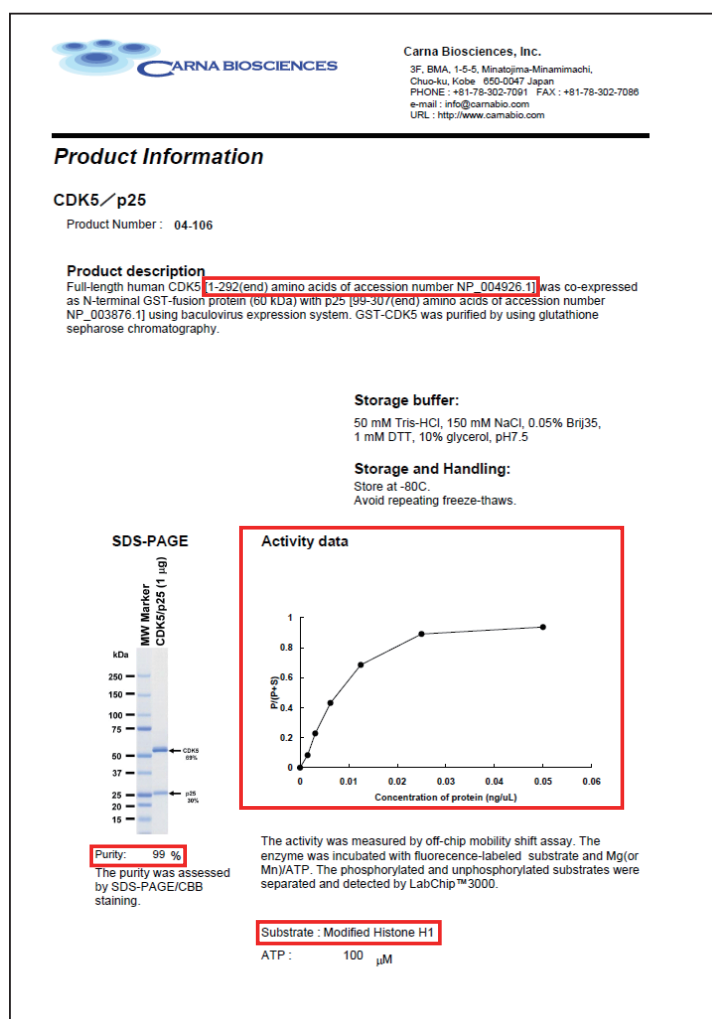 CARNA BIOSCIENCES
Carna Biosciences, Inc.
3F, BMA, 1-5-5, Minatojima-Minamimachi,
Chuo-ku, Kobe 650-0047 Japan
PHONE : +81-78-302-7091 FAX : +81-78-302-7086
e-mail : info@carnabio.com
URL : http://www.carnabio.com
Product Information
CDK5／p25
Product Number : 04-106
Product description
Full-length human CDK5 [1-292(end) amino acids of accession number NP_004926.1] was co-expressed
as N-terminal GST-fusion protein (60 kDa) with p25 [99-307(end) amino acids of accession number
NP_003876.1] using baculovirus expression system. GST-CDK5 was purified by using glutathione
sepharose chromatography.
Storage buffer:
50 mM Tris-HCl, 150 mM NaCl, 0.05% Brij35,
1 mM DTT, 10% glycerol, pH7.5
Storage and Handling:
Store at -80C.
Avoid repeating freeze-thaws.
SDS-PAGE
MW Marker
CDK5/p25 (1 μg)
kDa
250
150
100
75
50
37
25
20
15
CDK5
69%
p25
30%
Purity: 99 %
The purity was assessed
by SDS-PAGE/CBB
staining.
Activity data
P/(P+S)
1
0.8
0.6
0.4
0.2
0
0 0.01 0.02 0.03 0.04 0.05 0.06
Concentration of protein (ng/uL)
The activity was measured by off-chip mobility shift assay. The
enzyme was incubated with fluorecence-labeled substrate and Mg(or
Mn)/ATP. The phosphorylated and unphosphorylated substrates were
separated and detected by LabChip™3000.
Substrate : Modified Histone H1
ATP : 100 μM